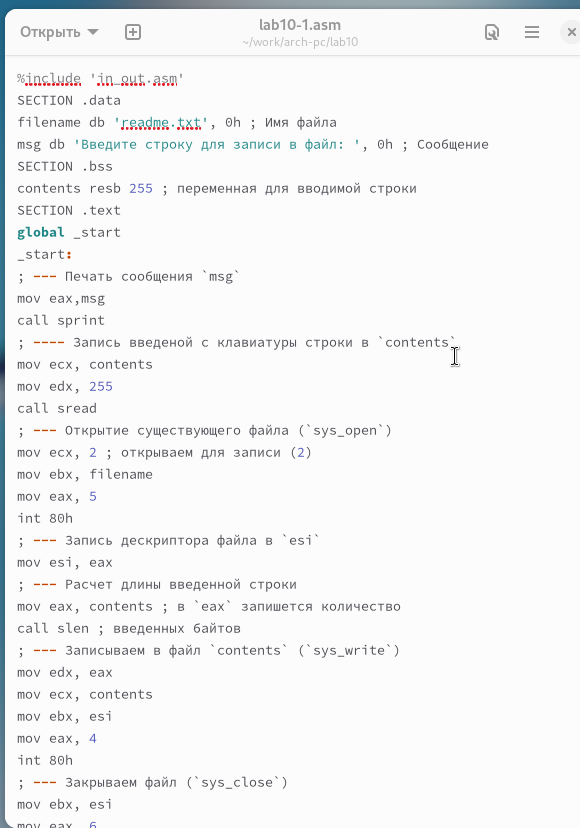 Открыть
lab10-1.asm
~/work/arch-pc/lab10
%include 'in_out.asm'
SECTION .data
filename db 'readme.txt', 0h ; Имя файла
msg db 'Введите строку для записи в файл: ', 0h ; Сообщение
SECTION .bss
contents resb 255 ; переменная для вводимой строки
SECTION .text
global _start
_start:
; --- Печать сообщения `msg`
mov eax,msg
call sprint
; ---- Запись введеной с клавиатуры строки в `contents`
mov ecx, contents
mov edx, 255
call sread
; --- Открытие существующего файла (`sys_open`)
mov ecx, 2 ; открываем для записи (2)
mov ebx, filename
mov eax, 5
int 80h
; --- Запись дескриптора файла в `esi`
mov esi, eax
; --- Расчет длины введенной строки
mov eax, contents ; в `eax` запишется количество
call slen ; введенных байтов
; --- Записываем в файл `contents` (`sys_write`)
mov edx, eax
mov ecx, contents
mov ebx, esi
mov eax, 4
int 80h
; --- Закрываем файл (`sys_close`)
mov ebx, esi
mov eax, 6